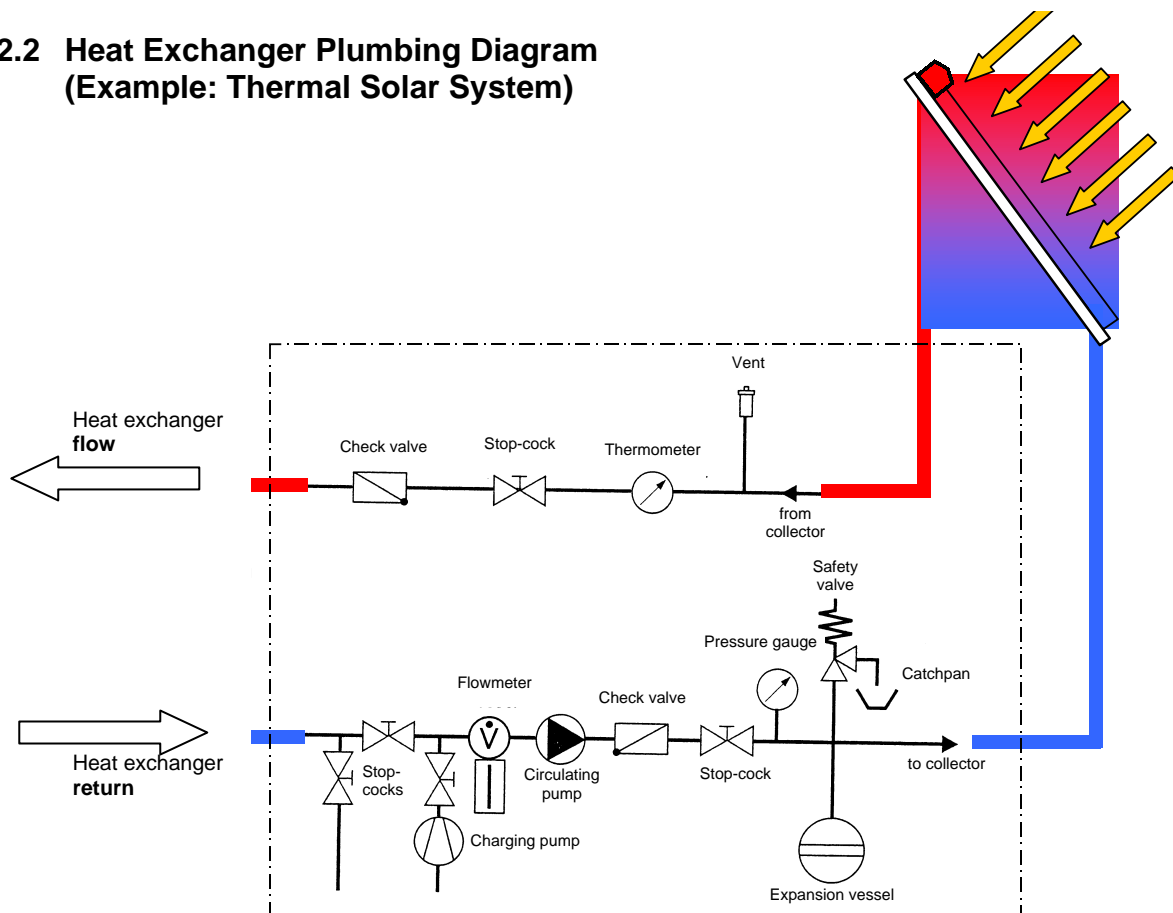 2.2 Heat Exchanger Plumbing Diagram
(Example: Thermal Solar System)
Vent
Heat exchanger
flow
Check valve
Stop-cock
Thermometer
from
collector
Safety
valve
Pressure gauge
Catchpan
Flowmeter
Check valve
V
Heat exchanger
return
Stop-
cocks
Circulating
pump
Stop-cock
to collector
Charging pump
Expansion vessel